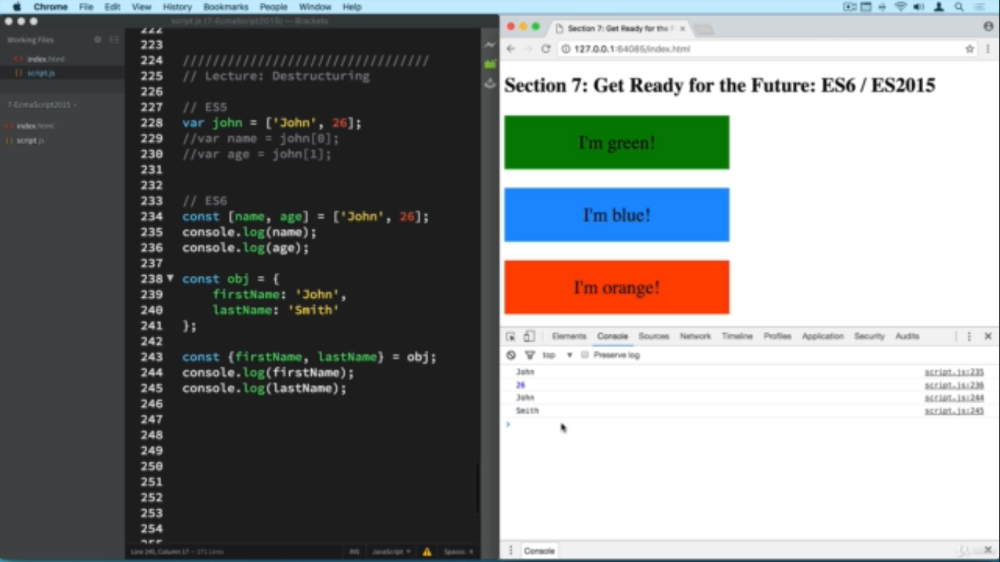 Chrome File Edit View History Bookmarks People Window Help
script.js (7-EcmaScript2015) — Brackets
Working Files
index.html
script.js
7-EcmaScript2015
index.html
script.js
222
223
224 /////////////////////////////////
225 // Lecture: Destructuring
226
227 // ES5
228 var john = ['John', 26];
229 //var name = john[0];
230 //var age = john[1];
231
232
233 // ES6
234 const [name, age] = ['John', 26];
235 console.log(name);
236 console.log(age);
237
238 const obj = {
239 firstName: 'John',
240 lastName: 'Smith'
241 };
242
243 const {firstName, lastName} = obj;
244 console.log(firstName);
245 console.log(lastName);
246
247
248
249
250
251
252
253
254
255
Line 245, Column 17 — 271 Lines
INS JavaScript Spaces: 4
Section 7: Get Ready for the F
127.0.0.1:64086/index.html
Section 7: Get Ready for the Future: ES6 / ES2015
I'm green!
I'm blue!
I'm orange!
Elements Console Sources Network Timeline Profiles Application Security Audits
top Preserve log
John script.js:235
26 script.js:236
John script.js:244
Smith script.js:245
Console